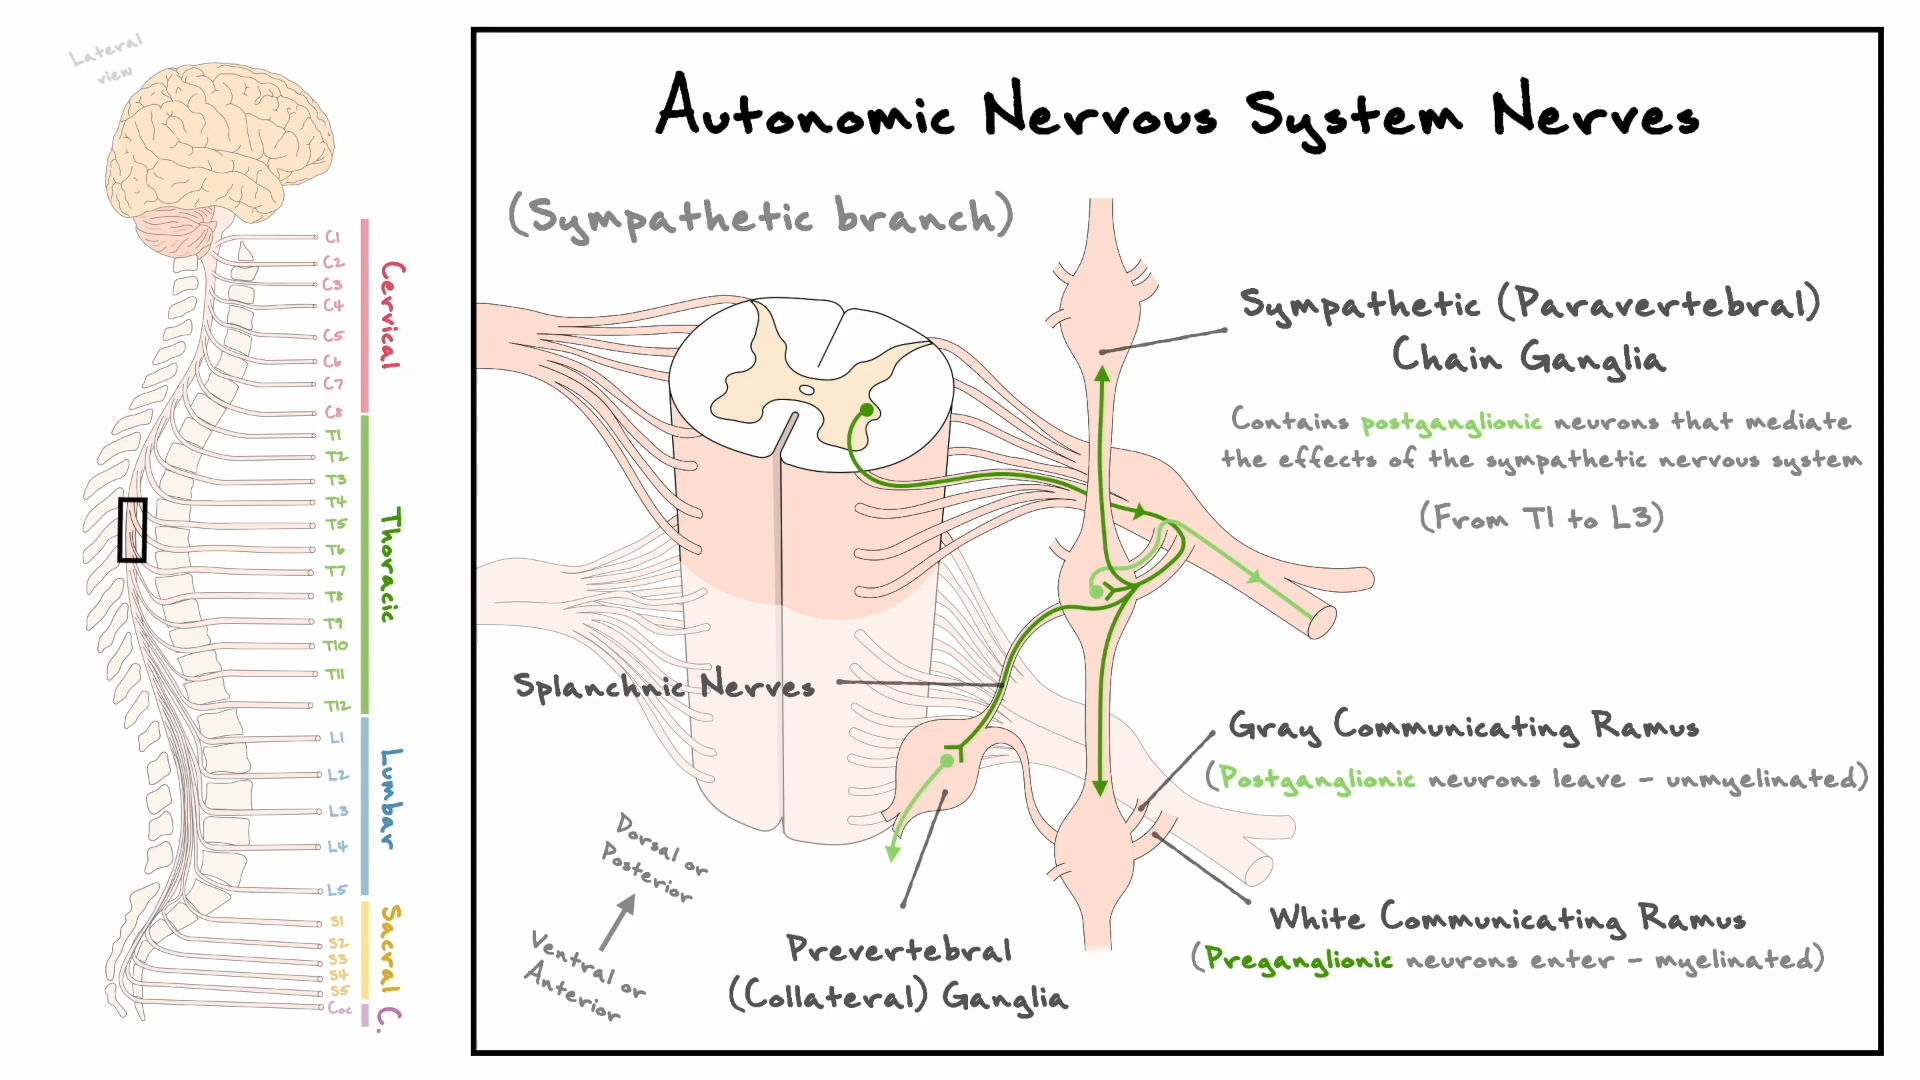 Lateral
view
C1
C2
C3
C4
C5
C6
C7
C8
T1
T2
T3
T4
T5
T6
T7
T8
T9
T10
T11
T12
L1
L2
L3
L4
L5
S1
S2
S3
S4
S5
Coc
Cervical
Thoracic
Lumbar
Sacral
C.
Autonomic Nervous System Nerves
(Sympathetic branch)
Sympathetic (Paravertebral)
Chain Ganglia
Contains postganglionic neurons that mediate
the effects of the sympathetic nervous system
(From T1 to L3)
Splanchnic Nerves
Gray Communicating Ramus
(Postganglionic neurons leave - unmyelinated)
Dorsal or
Posterior
Ventral or
Anterior
Prevertebral
(Collateral) Ganglia
White Communicating Ramus
(Preganglionic neurons enter - myelinated)